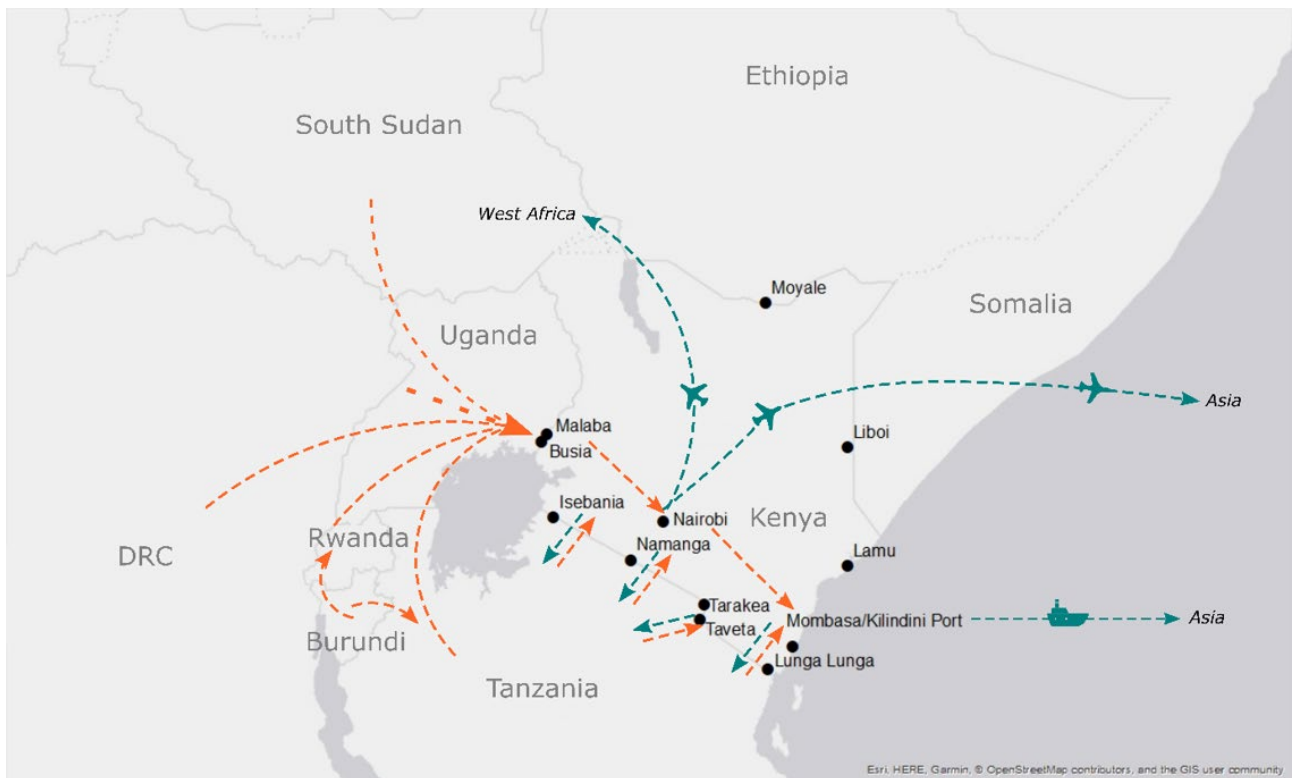 Ethiopia
South Sudan
West Africa
Moyale
Somalia
Uganda
Asia
Malaba
Busia
Liboi
Isebania
Nairobi
Kenya
Rwanda
Namanga
DRC
Lamu
Tarakea
Taveta
Mombasa/Kilindini Port
Asia
Burundi
Lunga Lunga
Tanzania
Esri, HERE, Garmin, © OpenStreetMap contributors, and the GIS user community